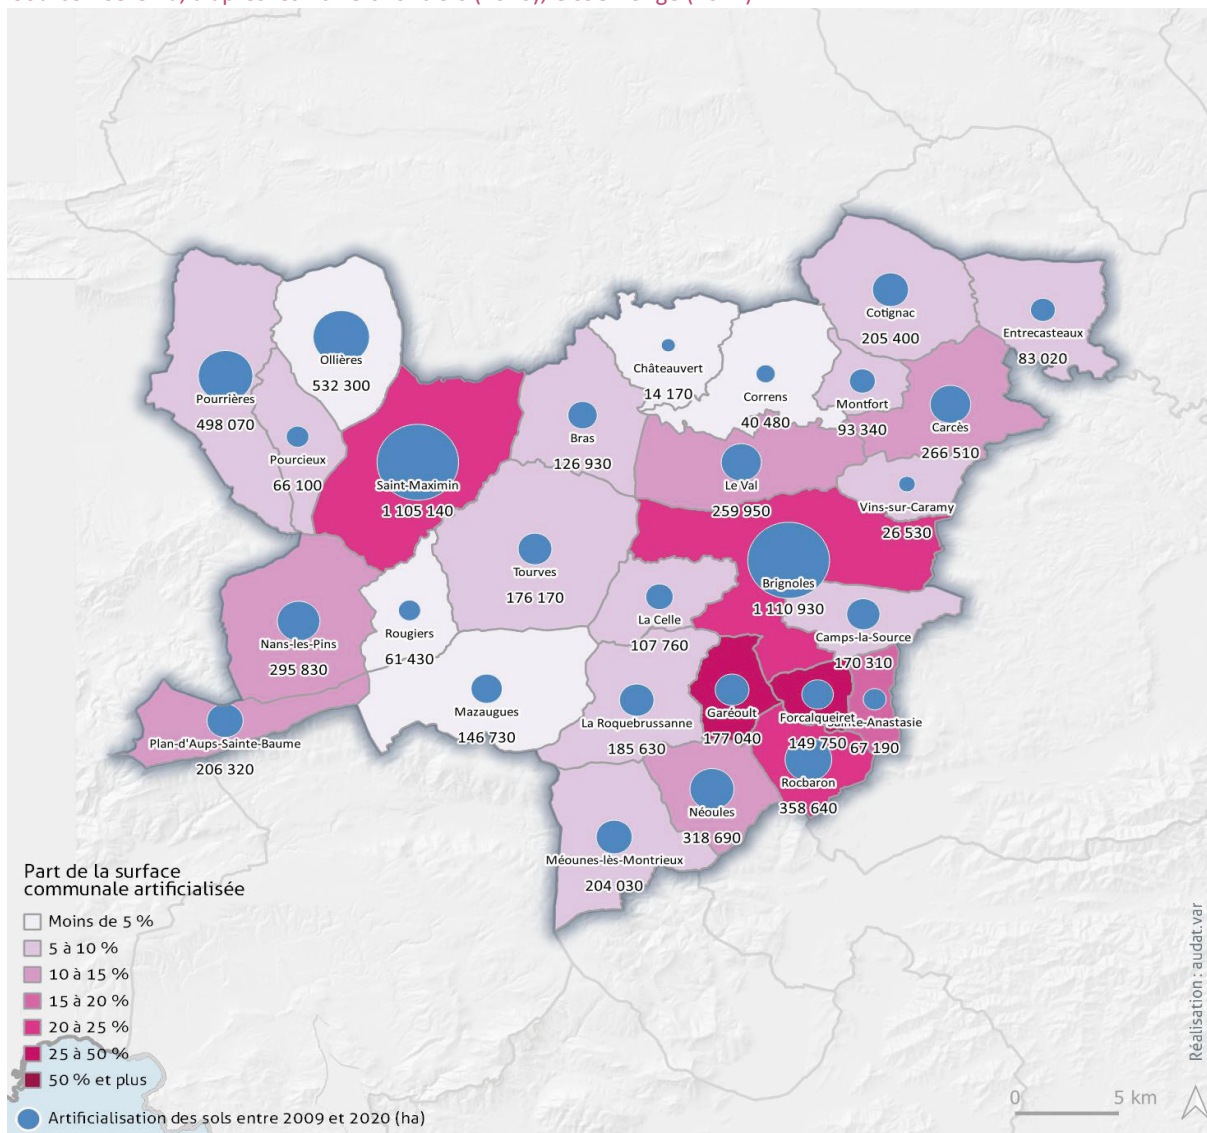 Cotignac
205 400
Entrecasteaux
83 020
Ollières
532 300
Châteauvert
14 170
Correns
40 480
Montfort
93 340
Carcès
266 510
Pourrières
498 070
Pourcieux
66 100
Bras
126 930
Saint-Maximin
1 105 140
Le Val
259 950
Vins-sur-Caramy
26 530
Tourves
176 170
Brignoles
1 110 930
La Celle
107 760
Camps-la-Source
170 310
Nans-les-Pins
295 830
Rougiers
61 430
Mazaugues
146 730
La Roquebrussanne
185 630
Garéoult
177 040
Forcalqueiret
149 750
67 190
Plan-d'Aups-Sainte-Baume
206 320
Rocbaron
358 640
Néoules
318 690
Méounes-lès-Montrieux
204 030
Part de la surface
communale artificialisée
Moins de 5 %
5 à 10 %
10 à 15 %
15 à 20 %
20 à 25 %
25 à 50 %
50 % et plus
Artificialisation des sols entre 2009 et 2020 (ha)
0 5 km
Réalisation : audat.var